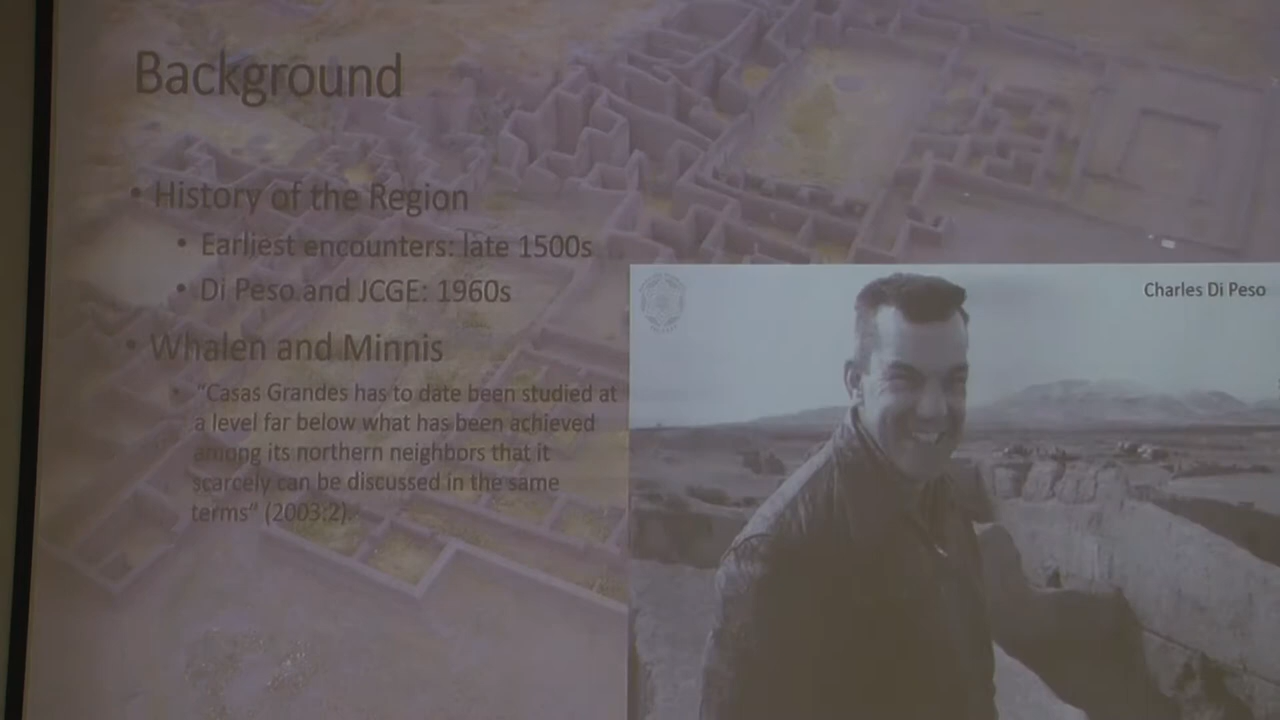 Background
• History of the Region
• Earliest encounters: late 1500s
• Di Peso and JCGE: 1960s
• Whalen and Minnis
• “Casas Grandes has to date been studied at
a level far below what has been achieved
among its northern neighbors that it
scarcely can be discussed in the same
terms” (2003:2).
Charles Di Peso